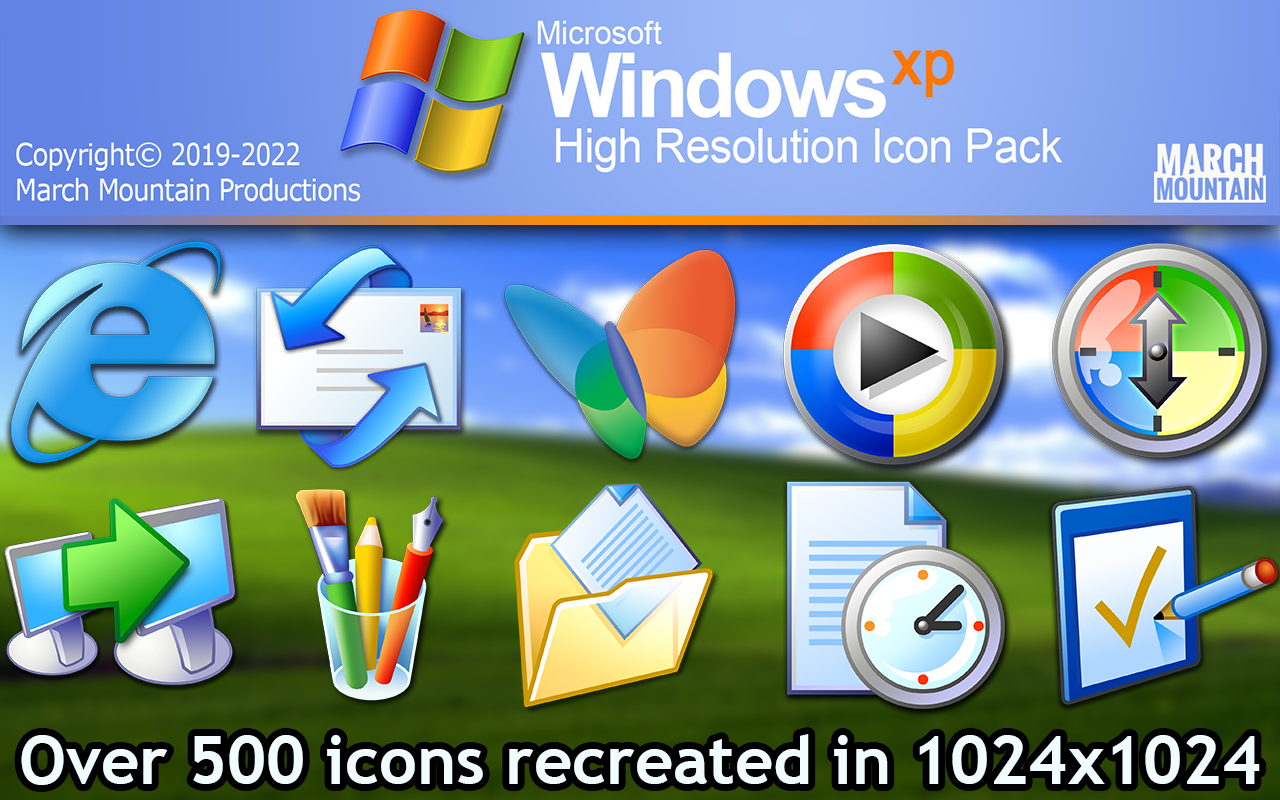 Microsoft
Windows xp
High Resolution Icon Pack
Copyright© 2019-2022
March Mountain Productions
MARCH
MOUNTAIN
Over 500 icons recreated in 1024x1024